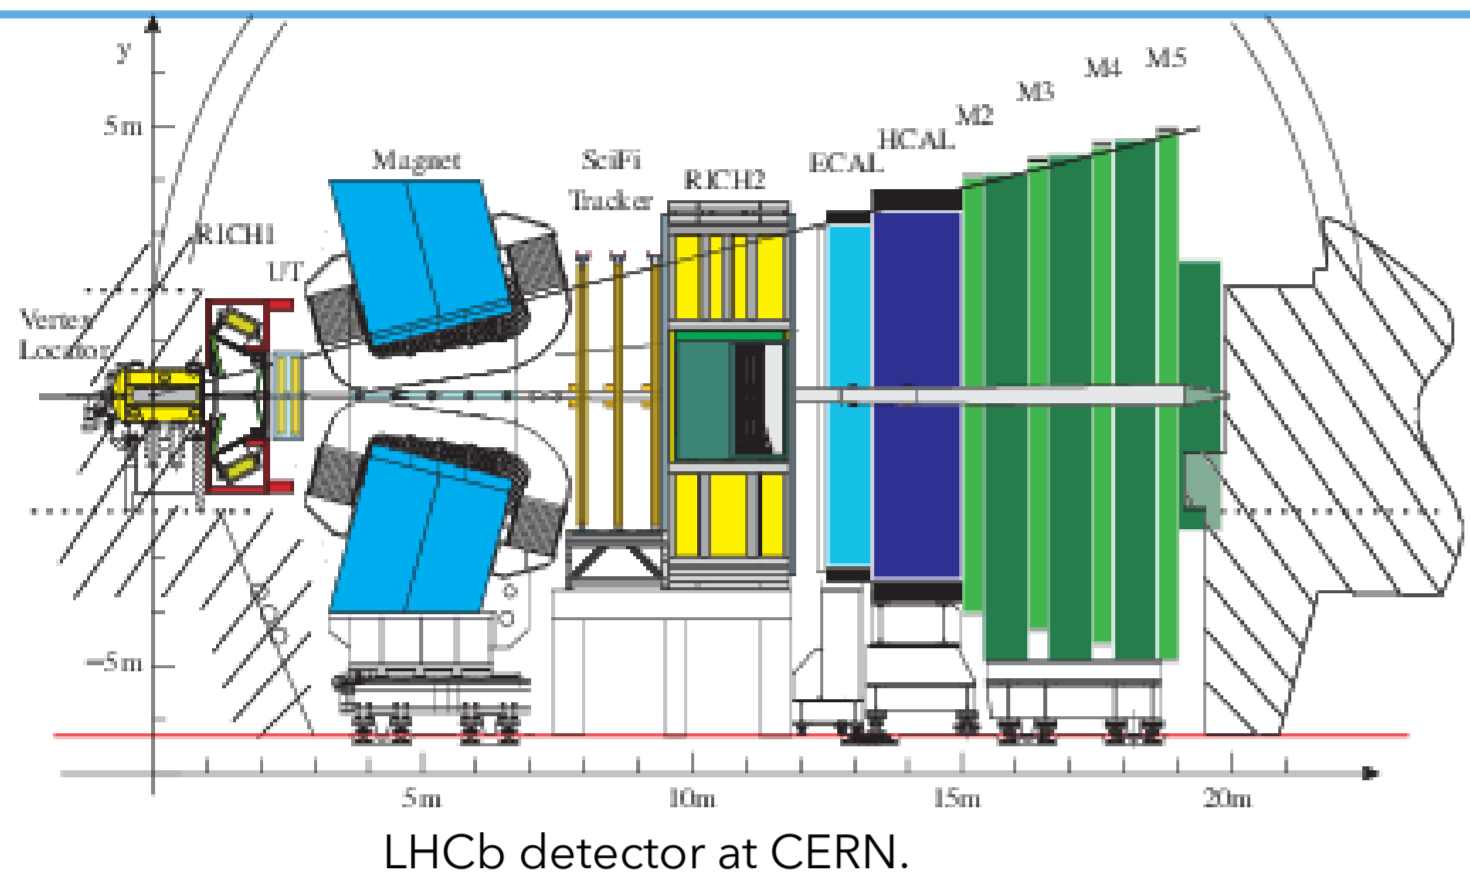 y
5m
Magnet
SciFi
Tracker
RICH2
ECAL
HCAL
M2
M3
M4
M5
RICH1
UT
Vertex
Locator
−5m
5m
10m
15m
20m
LHCb detector at CERN.